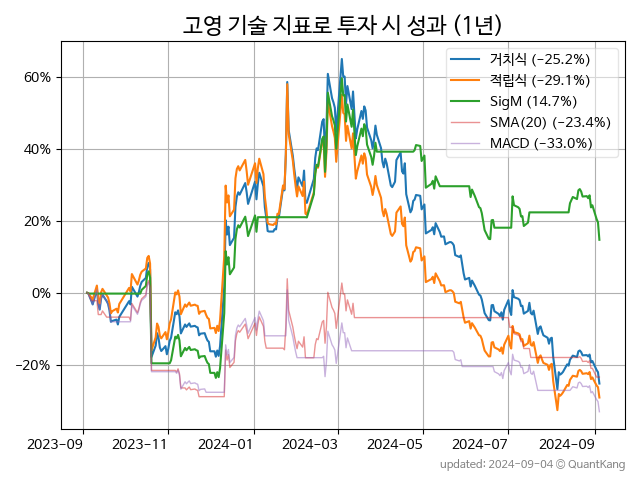 고영 기술 지표로 투자 시 성과 (1년)
거치식 (−25.2%)
적립식 (−29.1%)
SigM (14.7%)
SMA(20) (−23.4%)
MACD (−33.0%)
60%
40%
20%
0%
−20%
2023-09 2023-11 2024-01 2024-03 2024-05 2024-07 2024-09
updated: 2024-09-04 © QuantKang